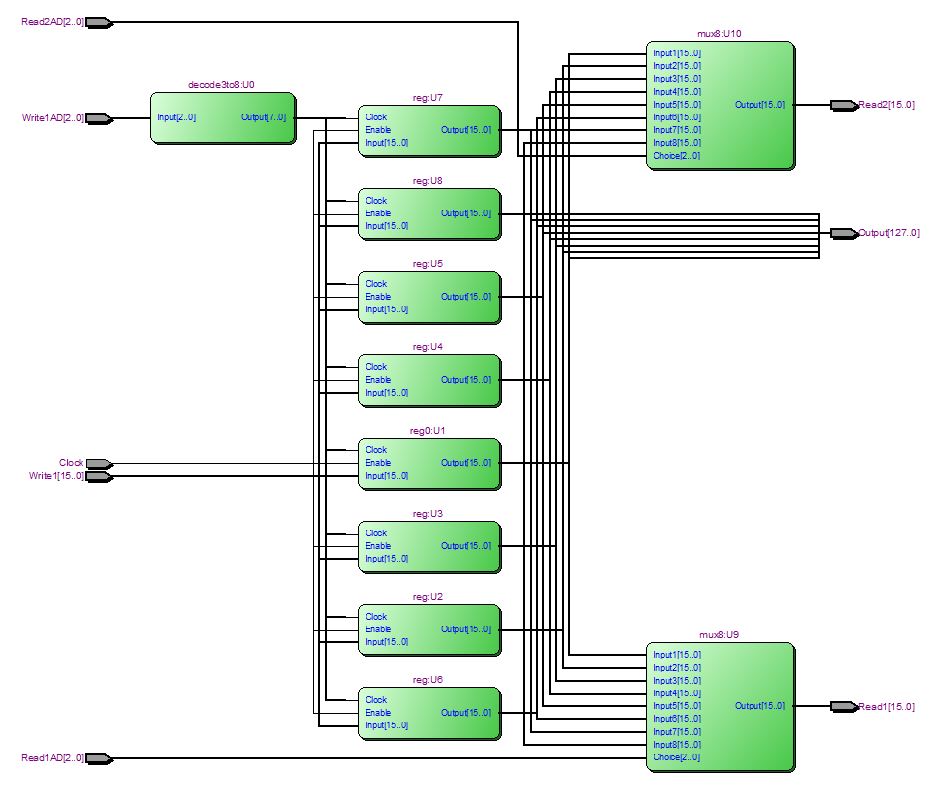 Read2AD[2..0]
Write1AD[2..0]
decode3to8:U0
Input[2..0]
Output[7..0]
reg:U7
Clock
Enable
Input[15..0]
Output[15..0]
reg:U8
Clock
Enable
Input[15..0]
Output[15..0]
reg:U5
Clock
Enable
Input[15..0]
Output[15..0]
reg:U4
Clock
Enable
Input[15..0]
Output[15..0]
Clock
Write1[15..0]
reg0:U1
Clock
Enable
Input[15..0]
Output[15..0]
reg:U3
Clock
Enable
Input[15..0]
Output[15..0]
reg:U2
Clock
Enable
Input[15..0]
Output[15..0]
reg:U6
Clock
Enable
Input[15..0]
Output[15..0]
Read1AD[2..0]
mux8:U10
Input1[15..0]
Input2[15..0]
Input3[15..0]
Input4[15..0]
Input5[15..0]
Input6[15..0]
Input7[15..0]
Input8[15..0]
Choice[2..0]
Output[15..0]
Read2[15..0]
Output[127..0]
mux8:U9
Input1[15..0]
Input2[15..0]
Input3[15..0]
Input4[15..0]
Input5[15..0]
Input6[15..0]
Input7[15..0]
Input8[15..0]
Choice[2..0]
Output[15..0]
Read1[15..0]